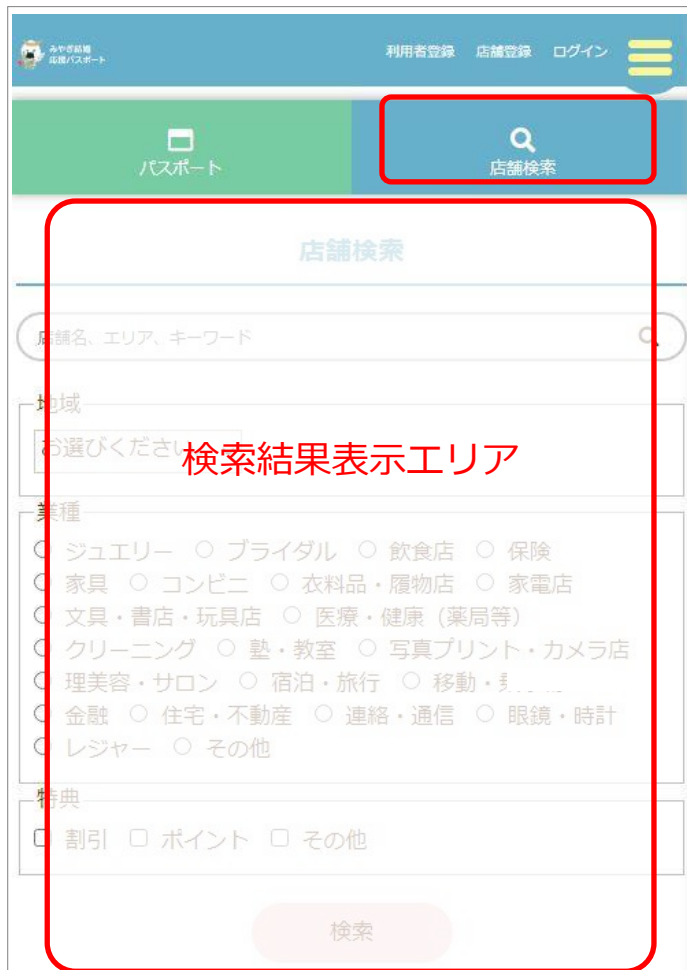 みやぎ結婚
応援パスポート
利用者登録 店舗登録 ログイン
パスポート
店舗検索
店舗検索
店舗名、エリア、キーワード
地域
お選びください
検索結果表示エリア
業種
ジュエリー ブライダル 飲食店 保険
家具 コンビニ 衣料品・履物店 家電店
文具・書店・玩具店 医療・健康（薬局等）
クリーニング 塾・教室 写真プリント・カメラ店
理美容・サロン 宿泊・旅行 移動・
金融 住宅・不動産 連絡・通信 眼鏡・時計
レジャー その他
特典
割引 ポイント その他
検索